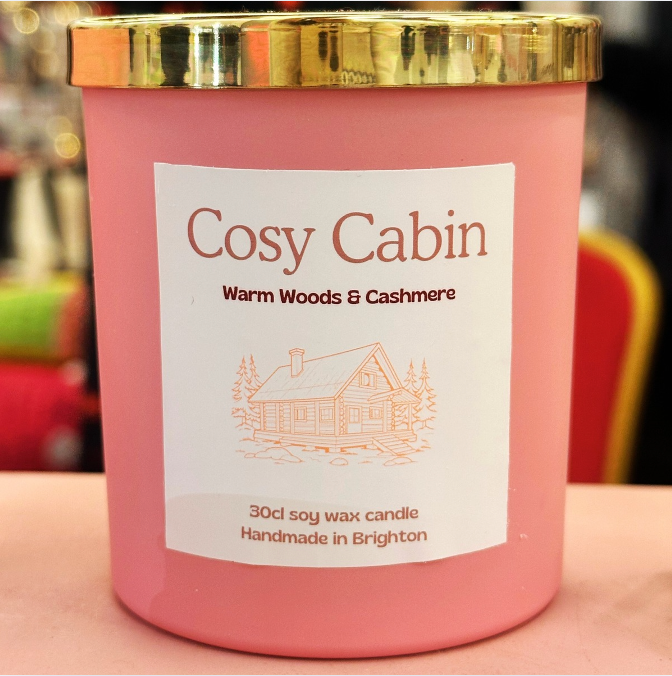 Cosy Cabin
Warm Woods & Cashmere
30cl soy wax candle
Handmade in Brighton